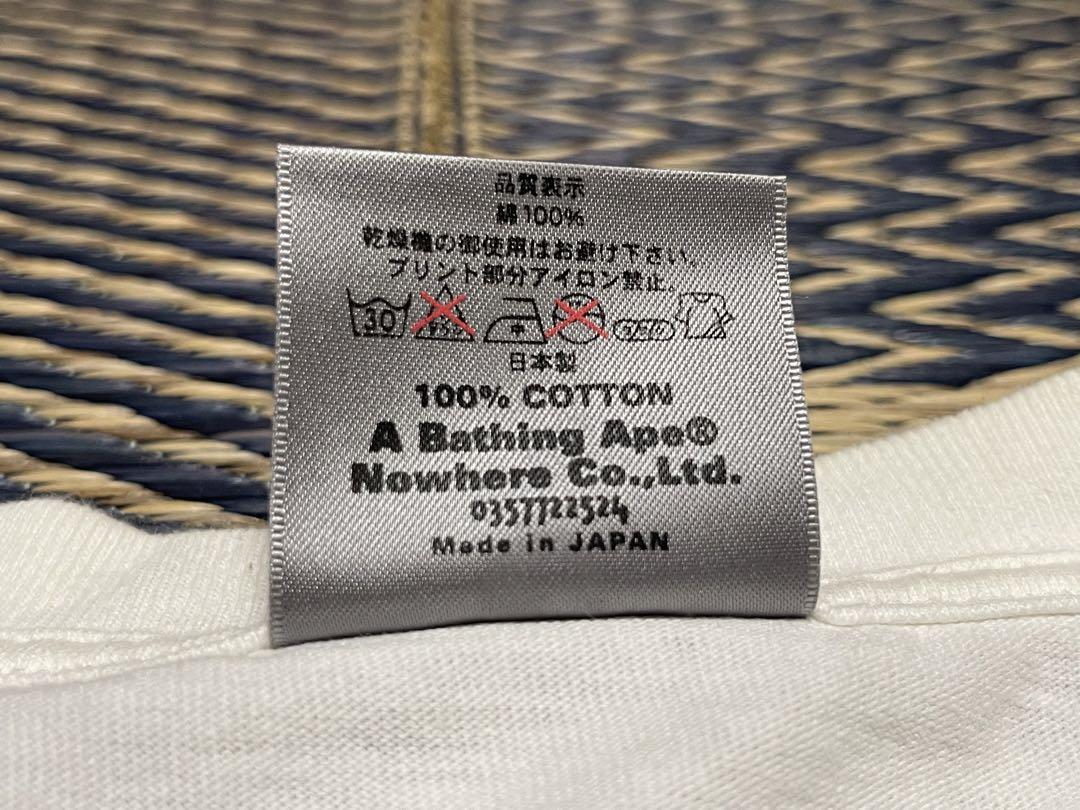 品質表示
綿100%
乾燥機の御使用はお避け下さい。
プリント部分アイロン禁止。
30
日本製
100% COTTON
A Bathing Ape®
Nowhere Co.,Ltd.
0357722524
Made in JAPAN